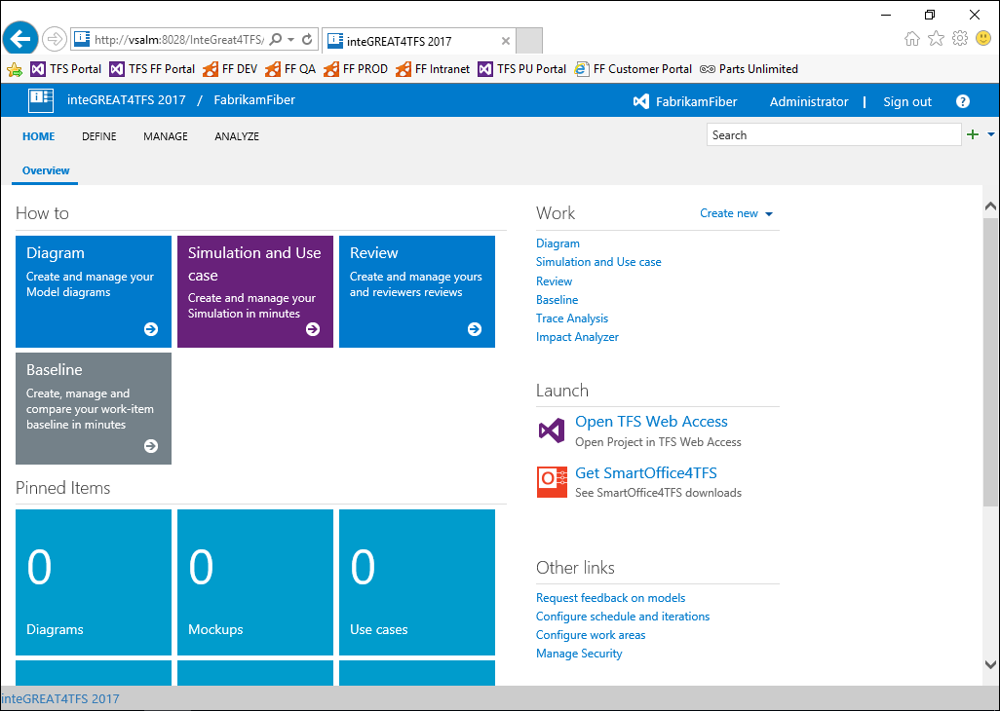 http://vsalm:8028/InteGreat4TFS/
inteGREAT4TFS 2017
TFS Portal
TFS FF Portal
FF DEV
FF QA
FF PROD
FF Intranet
TFS PU Portal
FF Customer Portal
Parts Unlimited
inteGREAT4TFS 2017 / FabrikamFiber
FabrikamFiber
Administrator | Sign out
HOME
DEFINE
MANAGE
ANALYZE
Search
Overview
How to
Diagram
Create and manage your
Model diagrams
Simulation and Use
case
Create and manage your
Simulation in minutes
Review
Create and manage yours
and reviewers reviews
Baseline
Create, manage and
compare your work-item
baseline in minutes
Pinned Items
0
Diagrams
0
Mockups
0
Use cases
Work
Create new
Diagram
Simulation and Use case
Review
Baseline
Trace Analysis
Impact Analyzer
Launch
Open TFS Web Access
Open Project in TFS Web Access
Get SmartOffice4TFS
See SmartOffice4TFS downloads
Other links
Request feedback on models
Configure schedule and iterations
Configure work areas
Manage Security
inteGREAT4TFS 2017